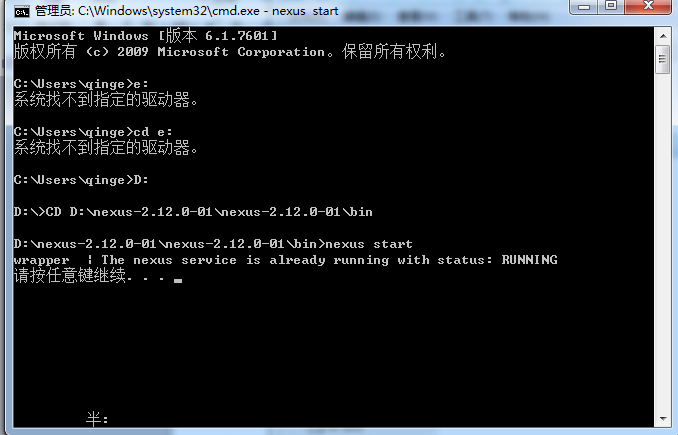 管理员: C:\Windows\system32\cmd.exe - nexus start
Microsoft Windows [版本 6.1.7601]
版权所有 (c) 2009 Microsoft Corporation。保留所有权利。
C:\Users\qinge>e:
系统找不到指定的驱动器。
C:\Users\qinge>cd e:
系统找不到指定的驱动器。
C:\Users\qinge>D:
D:\>CD D:\nexus-2.12.0-01\nexus-2.12.0-01\bin
D:\nexus-2.12.0-01\nexus-2.12.0-01\bin>nexus start
wrapper  | The nexus service is already running with status: RUNNING
请按任意键继续. . .
半: